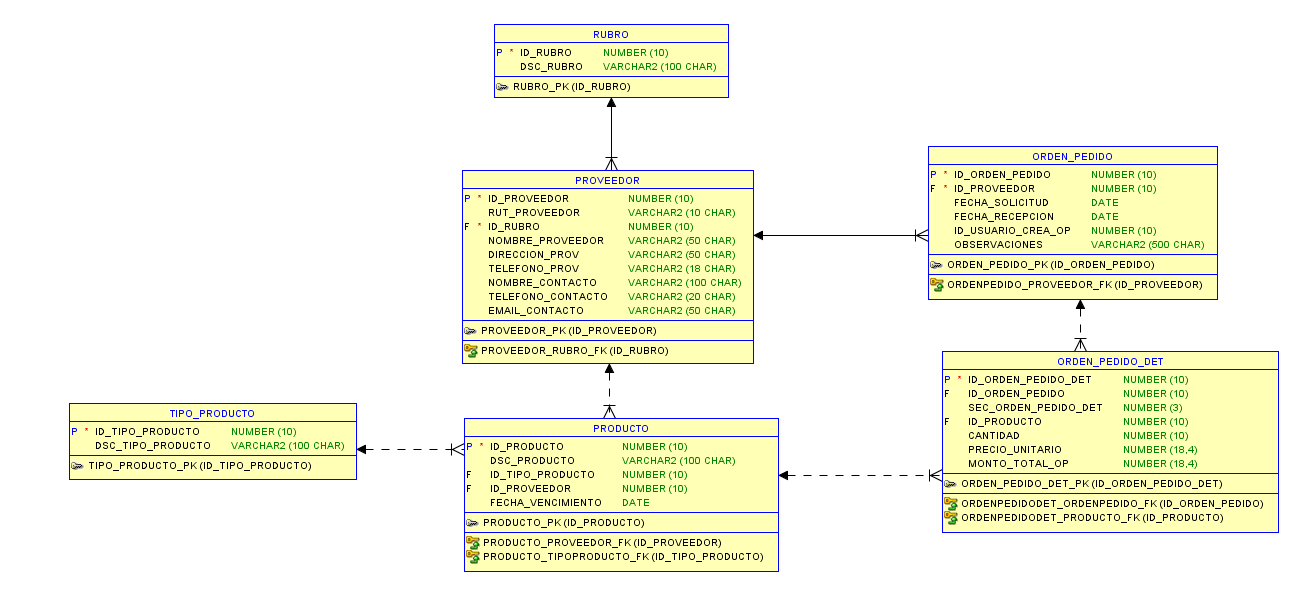 RUBRO
P * ID_RUBRO NUMBER (10)
DSC_RUBRO VARCHAR2 (100 CHAR)
RUBRO_PK (ID_RUBRO)
PROVEEDOR
P * ID_PROVEEDOR NUMBER (10)
RUT_PROVEEDOR VARCHAR2 (10 CHAR)
F * ID_RUBRO NUMBER (10)
NOMBRE_PROVEEDOR VARCHAR2 (50 CHAR)
DIRECCION_PROV VARCHAR2 (50 CHAR)
TELEFONO_PROV VARCHAR2 (18 CHAR)
NOMBRE_CONTACTO VARCHAR2 (100 CHAR)
TELEFONO_CONTACTO VARCHAR2 (20 CHAR)
EMAIL_CONTACTO VARCHAR2 (50 CHAR)
PROVEEDOR_PK (ID_PROVEEDOR)
PROVEEDOR_RUBRO_FK (ID_RUBRO)
ORDEN_PEDIDO
P * ID_ORDEN_PEDIDO NUMBER (10)
F * ID_PROVEEDOR NUMBER (10)
FECHA_SOLICITUD DATE
FECHA_RECEPCION DATE
ID_USUARIO_CREA_OP NUMBER (10)
OBSERVACIONES VARCHAR2 (500 CHAR)
ORDEN_PEDIDO_PK (ID_ORDEN_PEDIDO)
ORDENPEDIDO_PROVEEDOR_FK (ID_PROVEEDOR)
TIPO_PRODUCTO
P * ID_TIPO_PRODUCTO NUMBER (10)
DSC_TIPO_PRODUCTO VARCHAR2 (100 CHAR)
TIPO_PRODUCTO_PK (ID_TIPO_PRODUCTO)
PRODUCTO
P * ID_PRODUCTO NUMBER (10)
DSC_PRODUCTO VARCHAR2 (100 CHAR)
F ID_TIPO_PRODUCTO NUMBER (10)
F ID_PROVEEDOR NUMBER (10)
FECHA_VENCIMIENTO DATE
PRODUCTO_PK (ID_PRODUCTO)
PRODUCTO_PROVEEDOR_FK (ID_PROVEEDOR)
PRODUCTO_TIPOPRODUCTO_FK (ID_TIPO_PRODUCTO)
ORDEN_PEDIDO_DET
P * ID_ORDEN_PEDIDO_DET NUMBER (10)
F ID_ORDEN_PEDIDO NUMBER (10)
SEC_ORDEN_PEDIDO_DET NUMBER (3)
F ID_PRODUCTO NUMBER (10)
CANTIDAD NUMBER (10)
PRECIO_UNITARIO NUMBER (18,4)
MONTO_TOTAL_OP NUMBER (18,4)
ORDEN_PEDIDO_DET_PK (ID_ORDEN_PEDIDO_DET)
ORDENPEDIDODET_ORDENPEDIDO_FK (ID_ORDEN_PEDIDO)
ORDENPEDIDODET_PRODUCTO_FK (ID_PRODUCTO)